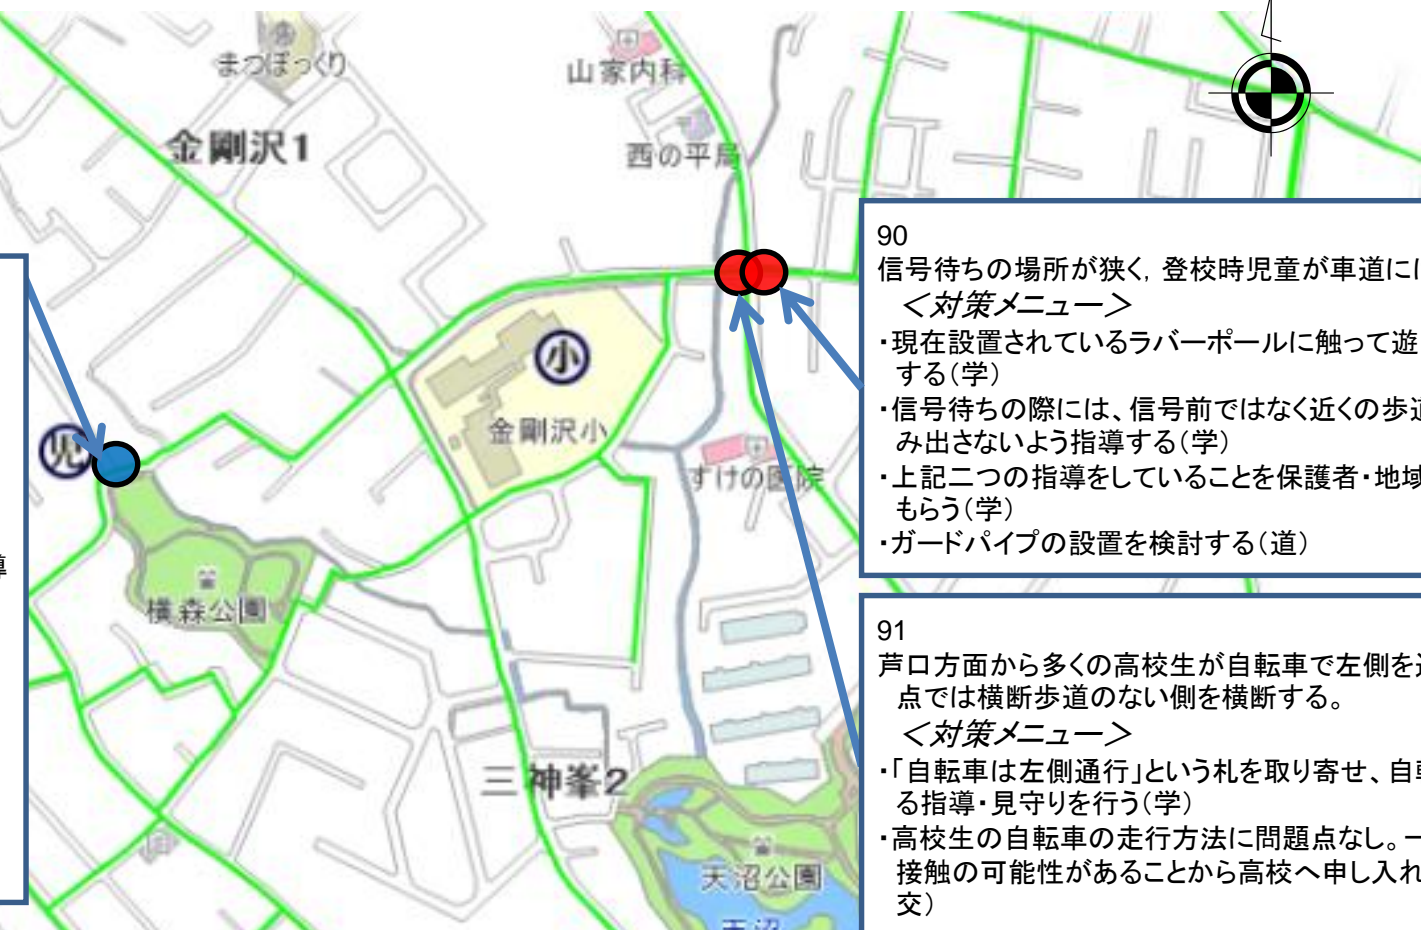 まつぼっくり
山家内科
金剛沢1
西の平局
小
金剛沢小
児
すけの医院
横森公園
三神峯2
天沼公園
天沼
導
90
信号待ちの場所が狭く，登校時児童が車道に
＜対策メニュー＞
・現在設置されているラバーポールに触って遊
する（学）
・信号待ちの際には、信号前ではなく近くの歩道
み出さないよう指導する（学）
・上記二つの指導をしていることを保護者・地域
もらう（学）
・ガードパイプの設置を検討する（道）
91
芦口方面から多くの高校生が自転車で左側を通
点では横断歩道のない側を横断する。
＜対策メニュー＞
・「自転車は左側通行」という札を取り寄せ、自転
る指導・見守りを行う（学）
・高校生の自転車の走行方法に問題点なし。一
接触の可能性があることから高校へ申し入れ
交）